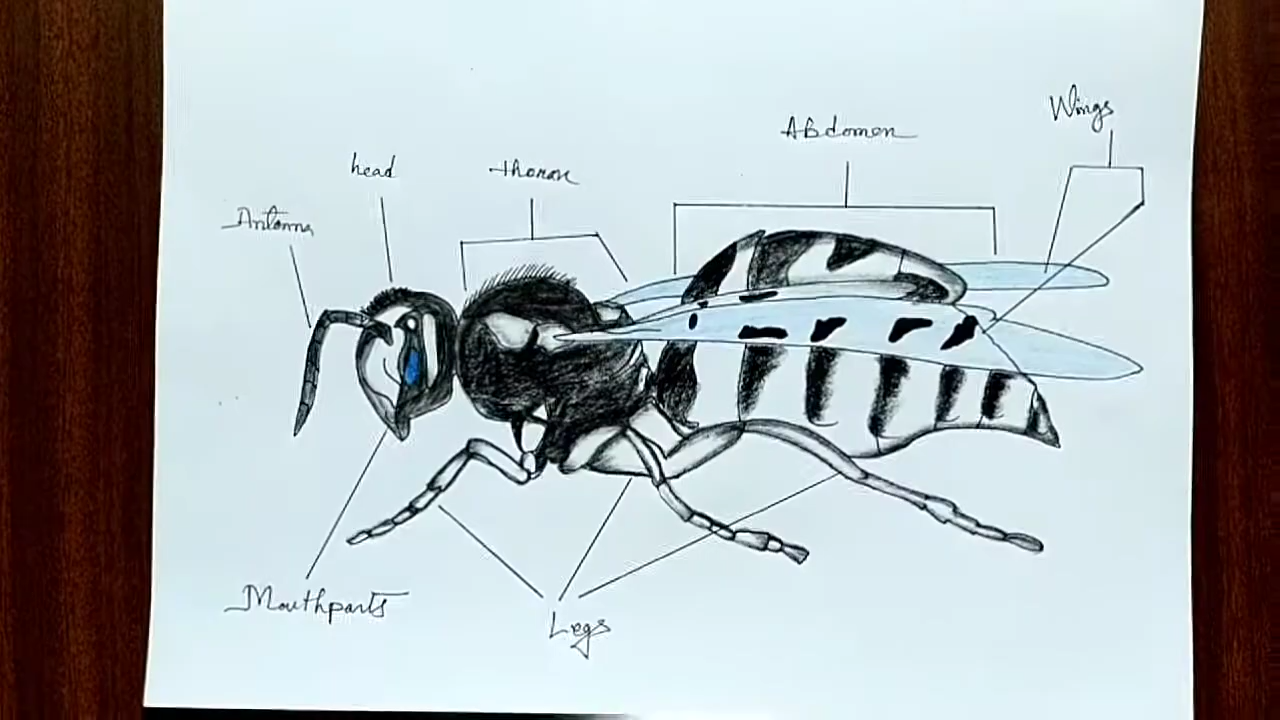 Wings
ABdomen
head
thorax
Antenna
Mouthparts
Legs